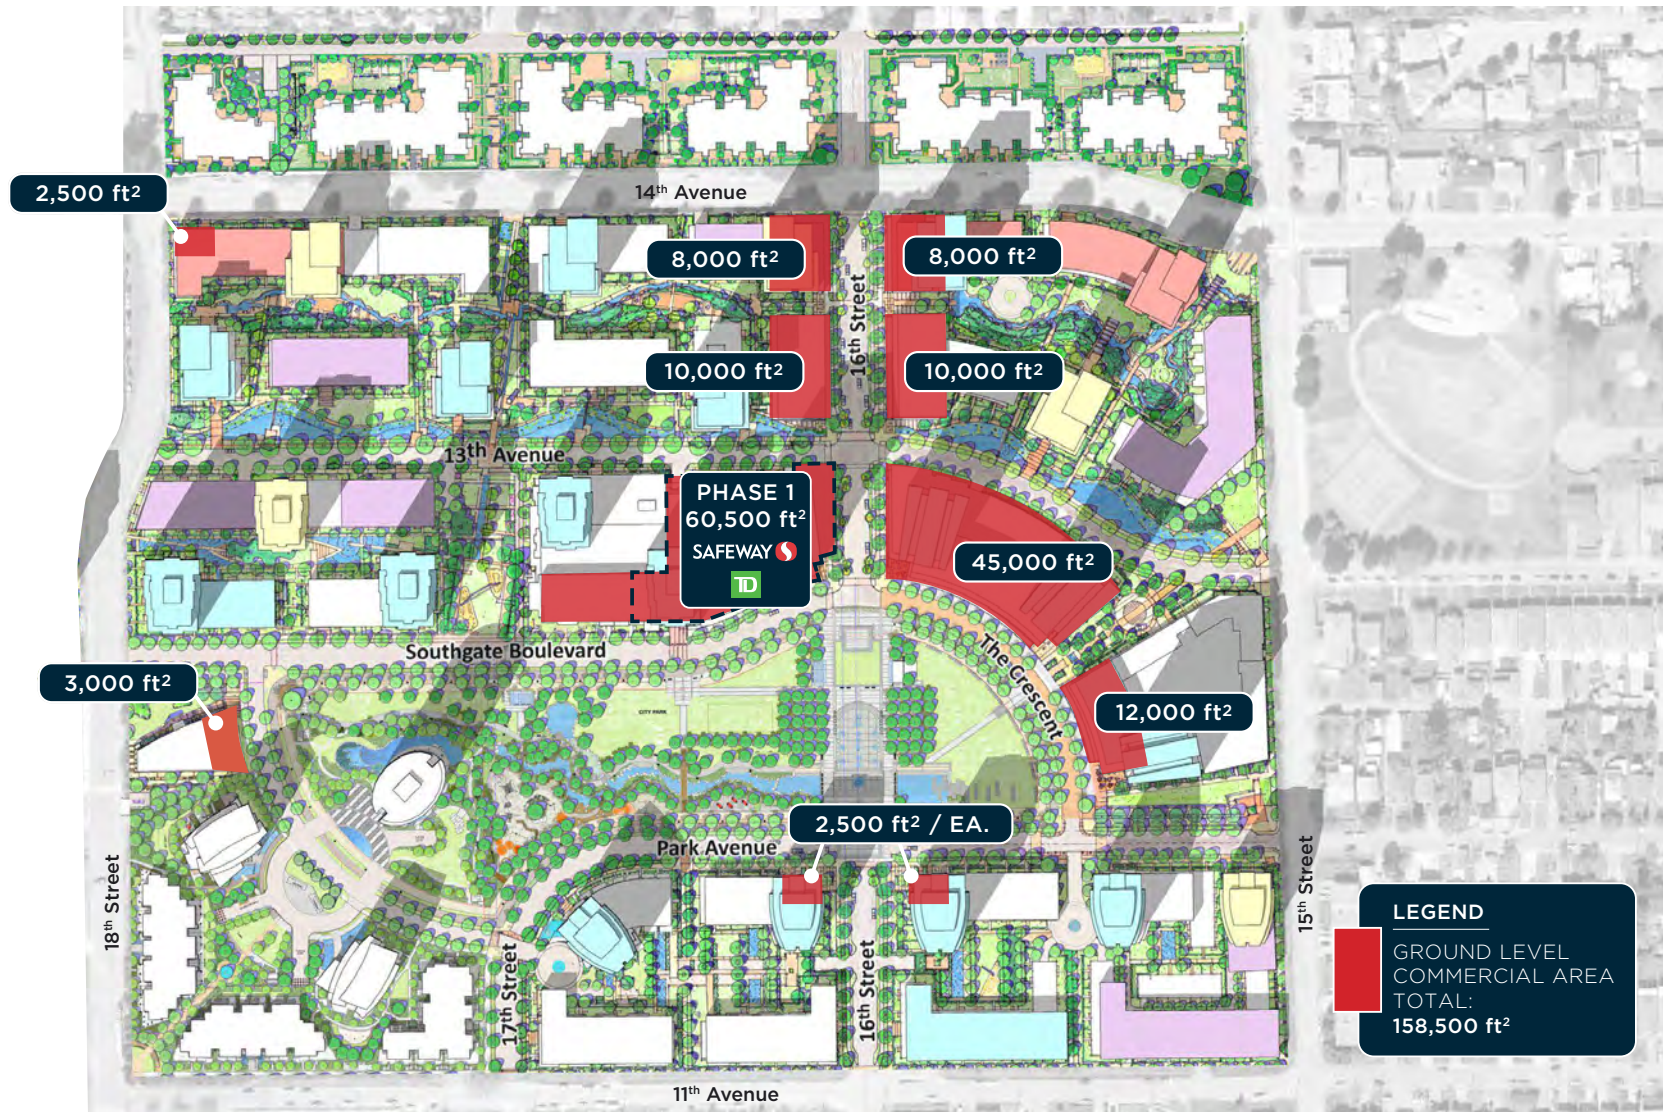 14th Avenue
2,500 ft²
8,000 ft²
8,000 ft²
16th Street
10,000 ft²
10,000 ft²
13th Avenue
PHASE 1
60,500 ft²
SAFEWAY
TD
45,000 ft²
Southgate Boulevard
The Crescent
3,000 ft²
CITY PARK
12,000 ft²
2,500 ft² / EA.
Park Avenue
18th Street
17th Street
16th Street
15th Street
11th Avenue
LEGEND
GROUND LEVEL
COMMERCIAL AREA
TOTAL:
158,500 ft²